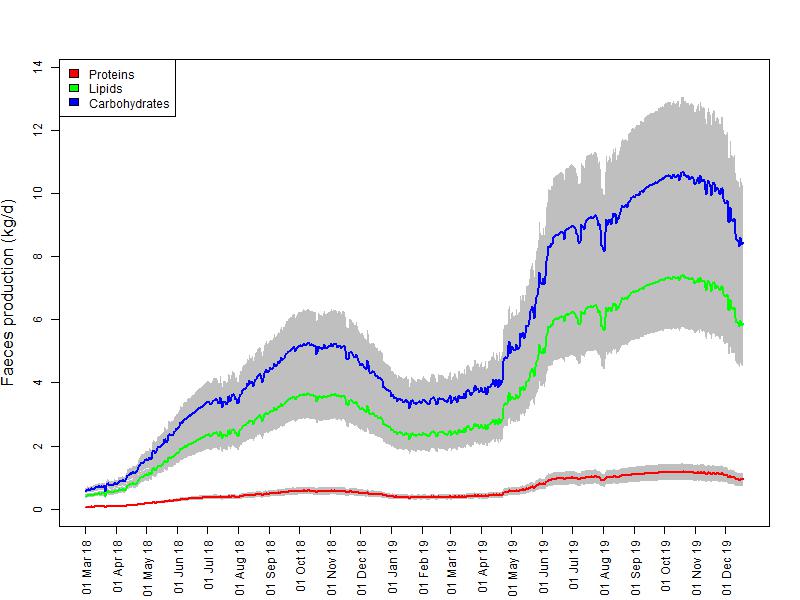 Proteins
Lipids
Carbohydrates
Faeces production (kg/d)
14
12
10
8
6
4
2
0
01 Mar 18
01 Apr 18
01 May 18
01 Jun 18
01 Jul 18
01 Aug 18
01 Sep 18
01 Oct 18
01 Nov 18
01 Dec 18
01 Jan 19
01 Feb 19
01 Mar 19
01 Apr 19
01 May 19
01 Jun 19
01 Jul 19
01 Aug 19
01 Sep 19
01 Oct 19
01 Nov 19
01 Dec 19